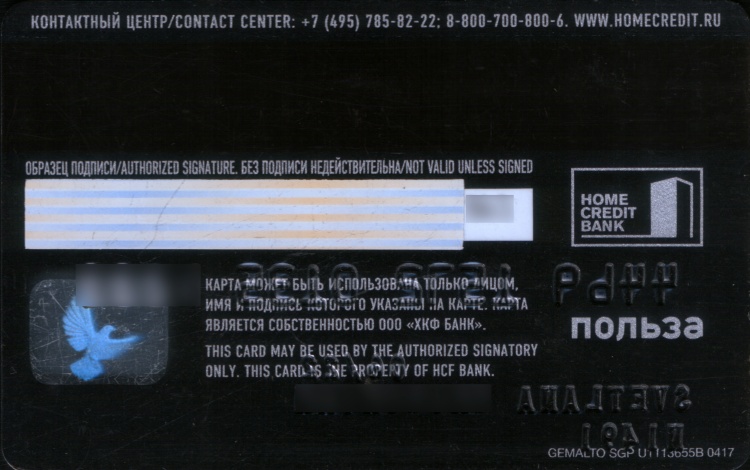 КОНТАКТНЫЙ ЦЕНТР/CONTACT CENTER: +7 (495) 785-82-22; 8-800-700-800-6. WWW.HOMECREDIT.RU
ОБРАЗЕЦ ПОДПИСИ/AUTHORIZED SIGNATURE. БЕЗ ПОДПИСИ НЕДЕЙСТВИТЕЛЬНА/NOT VALID UNLESS SIGNED
HOME
CREDIT
BANK
КАРТА МОЖЕТ БЫТЬ ИСПОЛЬЗОВАНА ТОЛЬКО ЛИЦОМ,
ИМЯ И ПОДПИСЬ КОТОРОГО УКАЗАНЫ НА КАРТЕ. КАРТА
ЯВЛЯЕТСЯ СОБСТВЕННОСТЬЮ ООО «ХКФ БАНК».
польза
THIS CARD MAY BE USED BY THE AUTHORIZED SIGNATORY
ONLY. THIS CARD IS THE PROPERTY OF HCF BANK.
SVETLANA
GEMALTO SGP 0417